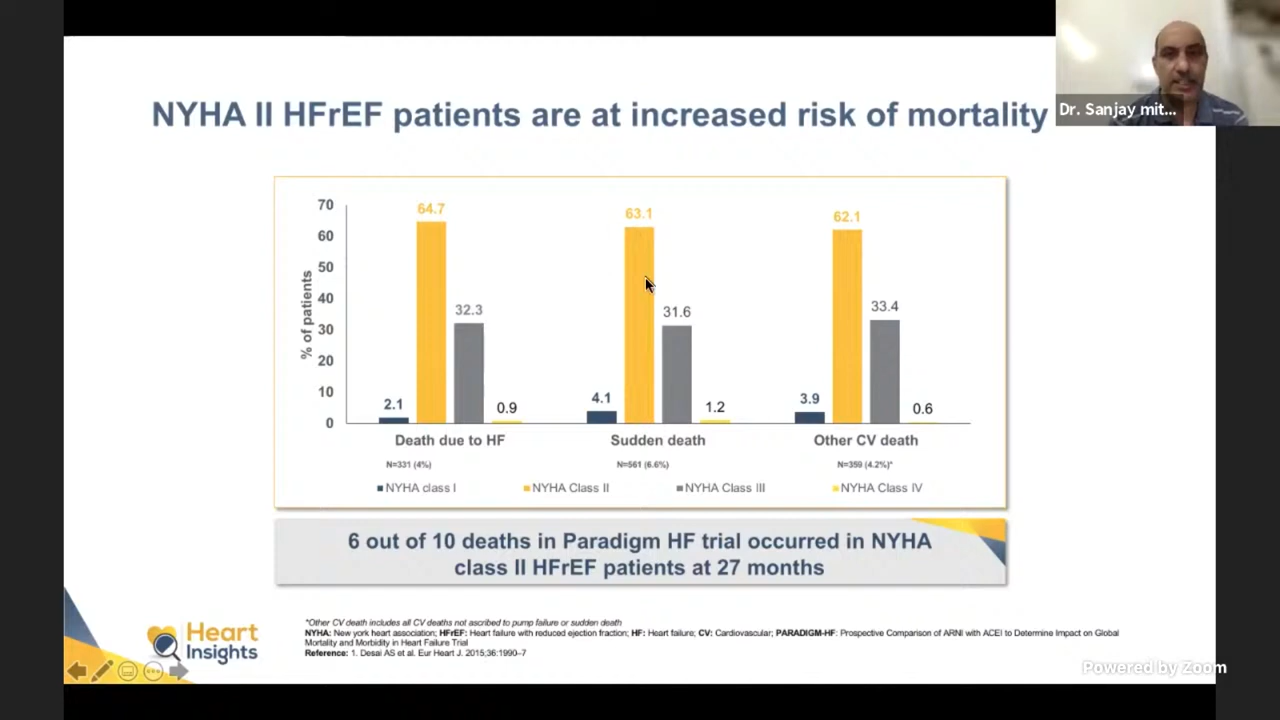 NYHA II HFrEF patients are at increased risk of mortality
Dr. Sanjay mit...
% of patients
70
60
50
40
30
20
10
0
64.7
63.1
62.1
32.3
31.6
33.4
2.1
0.9
4.1
1.2
3.9
0.6
Death due to HF
Sudden death
Other CV death
N=331 (4%)
N=561 (6.6%)
N=359 (4.2%)*
NYHA class I
NYHA Class II
NYHA Class III
NYHA Class IV
6 out of 10 deaths in Paradigm HF trial occurred in NYHA
class II HFrEF patients at 27 months
Heart
Insights
*Other CV death includes all CV deaths not ascribed to pump failure or sudden death
NYHA: New york heart association; HFrEF: Heart failure with reduced ejection fraction; HF: Heart failure; CV: Cardiovascular; PARADIGM-HF: Prospective Comparison of ARNI with ACEI to Determine Impact on Global
Mortality and Morbidity in Heart Failure Trial
Reference: 1. Desai AS et al. Eur Heart J. 2015;36:1990–7
Powered by Zoom